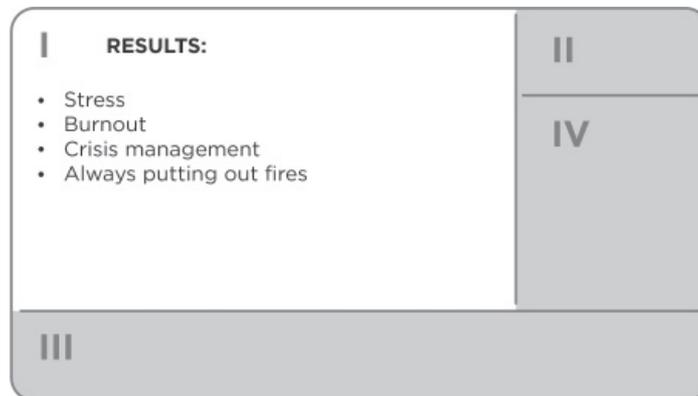 I RESULTS:
• Stress
• Burnout
• Crisis management
• Always putting out fires
II
IV
III